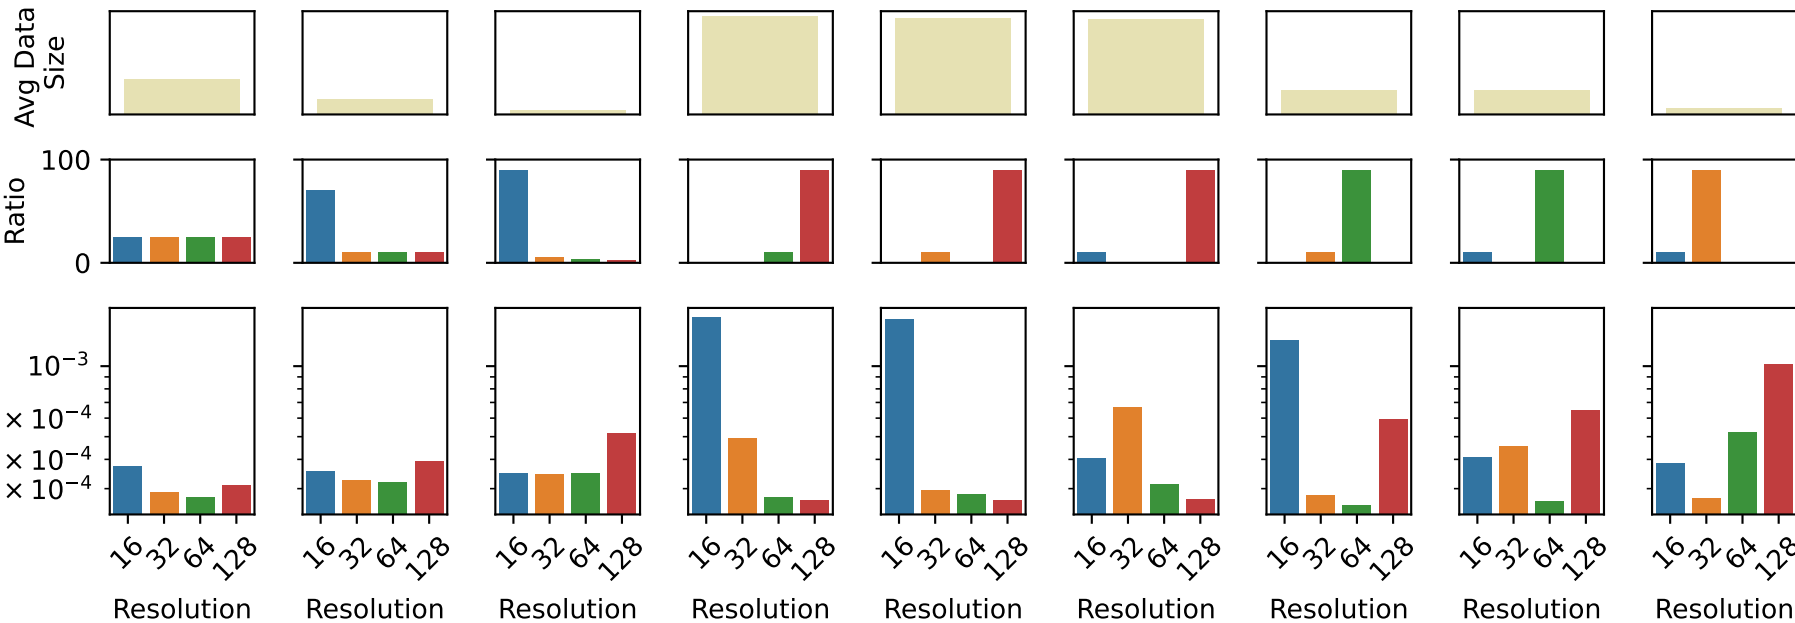 Avg Data
Size
Ratio
100
0
10⁻³
× 10⁻⁴
× 10⁻⁴
× 10⁻⁴
16 32 64 128 16 32 64 128 16 32 64 128 16 32 64 128 16 32 64 128 16 32 64 128 16 32 64 128 16 32 64 128 16 32 64 128
Resolution Resolution Resolution Resolution Resolution Resolution Resolution Resolution Resolution